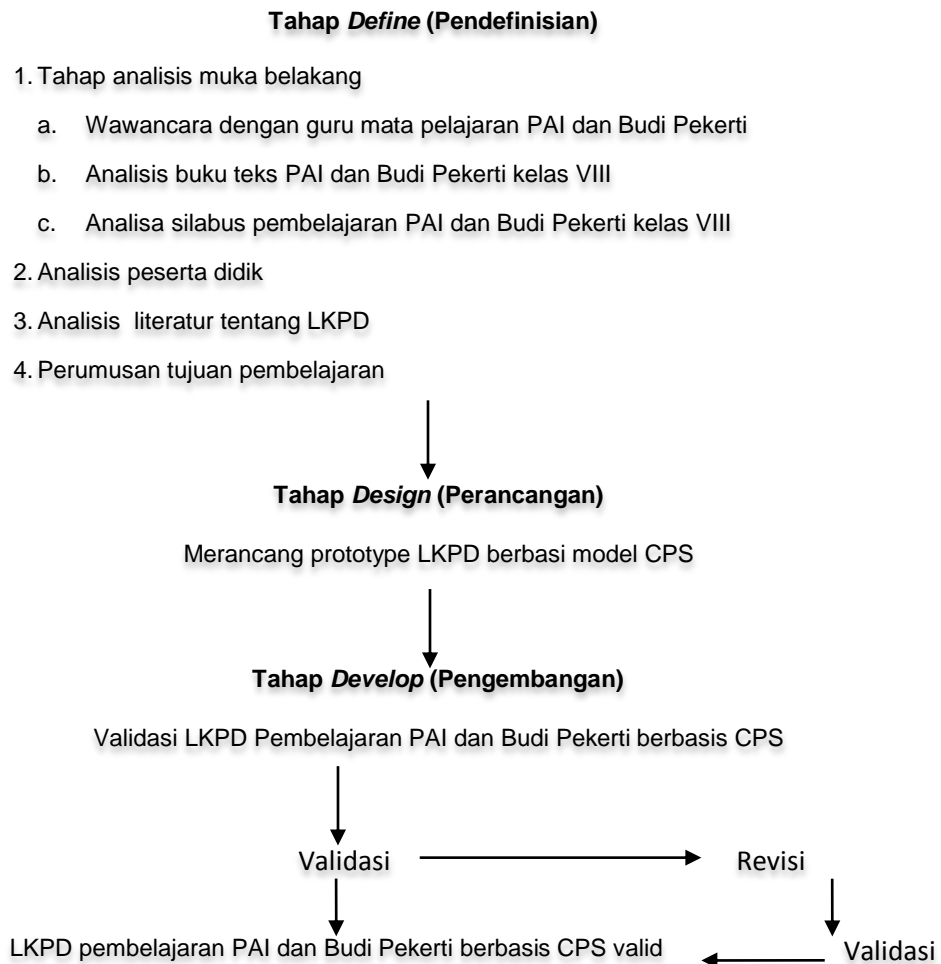 Tahap Define (Pendefinisian)
1. Tahap analisis muka belakang
a. Wawancara dengan guru mata pelajaran PAI dan Budi Pekerti
b. Analisis buku teks PAI dan Budi Pekerti kelas VIII
c. Analisa silabus pembelajaran PAI dan Budi Pekerti kelas VIII
2. Analisis peserta didik
3. Analisis literatur tentang LKPD
4. Perumusan tujuan pembelajaran
Tahap Design (Perancangan)
Merancang prototype LKPD berbasi model CPS
Tahap Develop (Pengembangan)
Validasi LKPD Pembelajaran PAI dan Budi Pekerti berbasis CPS
Validasi Revisi
LKPD pembelajaran PAI dan Budi Pekerti berbasis CPS valid Validasi